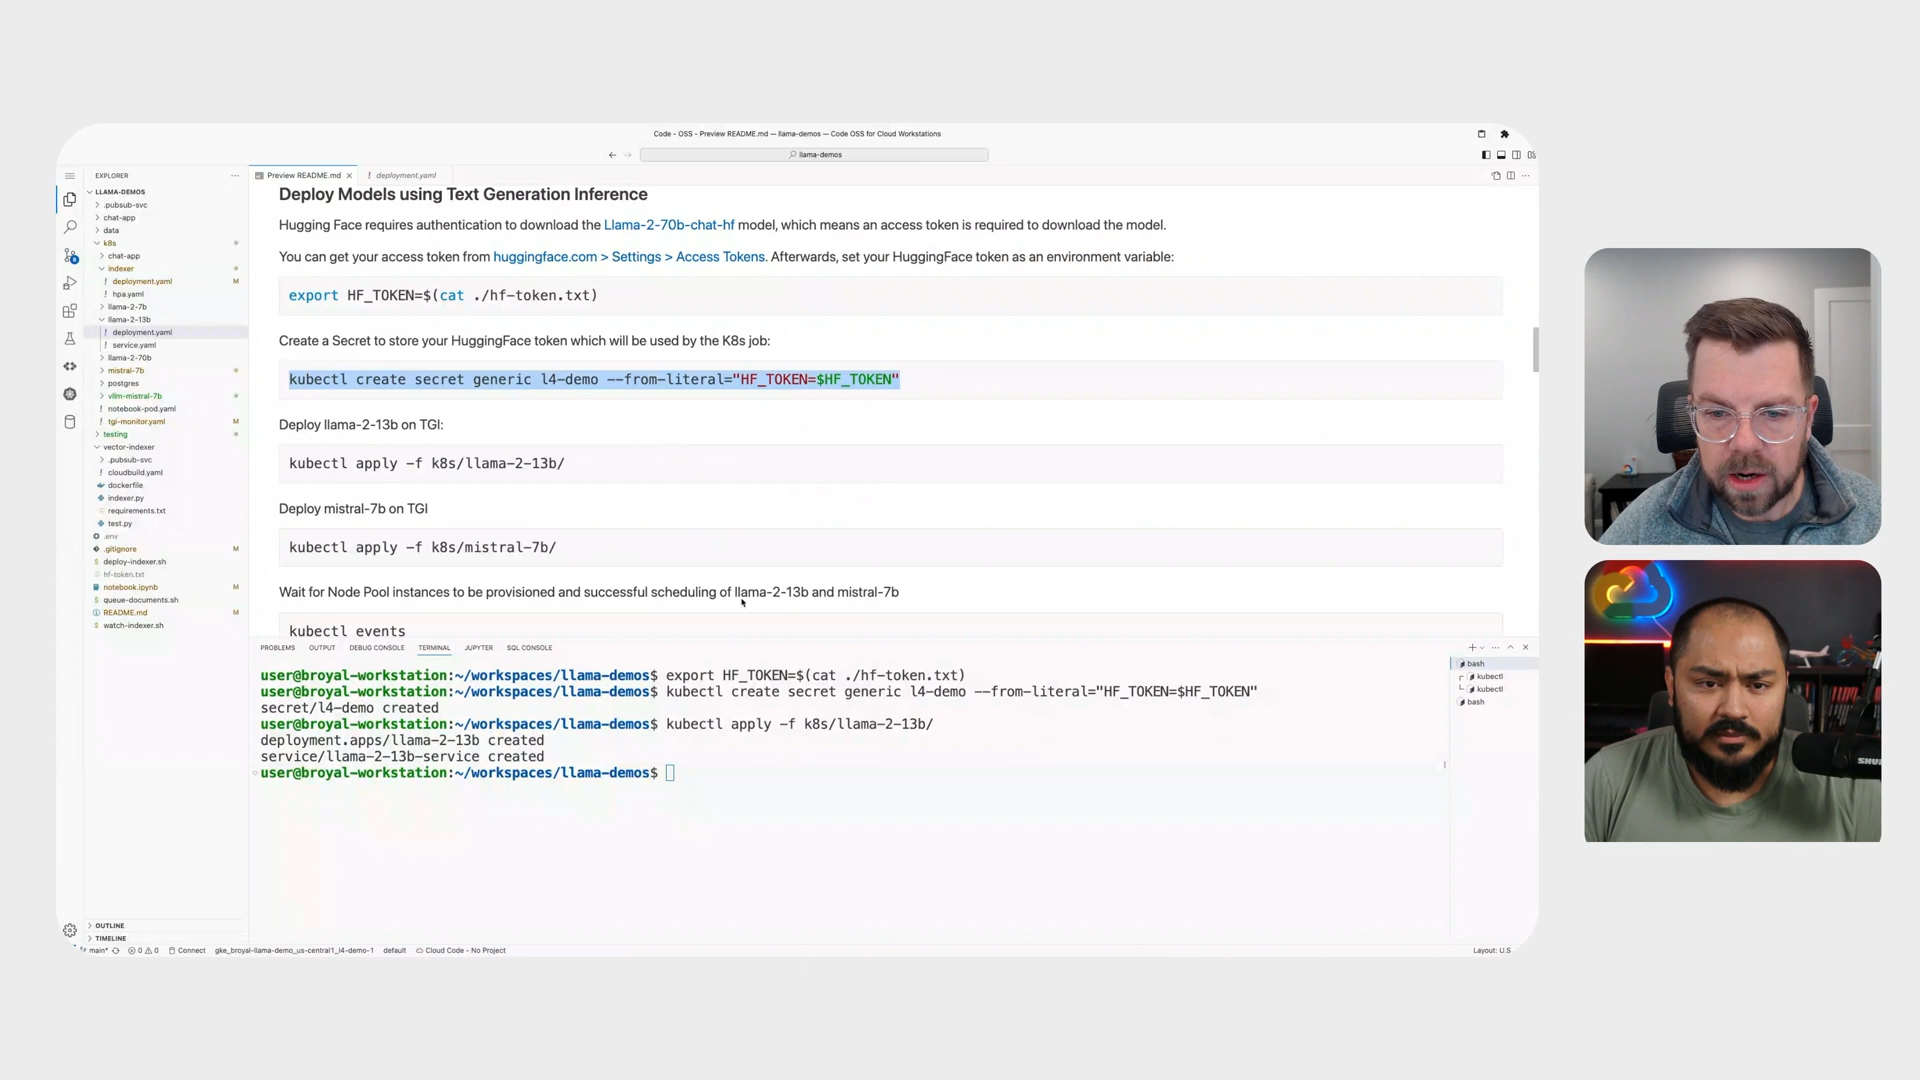 Code - OSS - Preview README.md — llama-demos — Code OSS for Cloud Workstations
llama-demos
EXPLORER
LLAMA-DEMOS
.pubsub-svc
chat-app
data
k8s
chat-app
indexer
deployment.yaml M
hpa.yaml
llama-2-7b
llama-2-13b
deployment.yaml
service.yaml
llama-2-70b
mistral-7b
postgres
vllm-mistral-7b
notebook-pod.yaml
tgi-monitor.yaml M
testing
vector-indexer
.pubsub-svc
cloudbuild.yaml
dockerfile
indexer.py
requirements.txt
test.py
.env
.gitignore M
deploy-indexer.sh
hf-token.txt
notebook.ipynb M
queue-documents.sh
README.md M
watch-indexer.sh
OUTLINE
TIMELINE
Preview README.md
deployment.yaml
Deploy Models using Text Generation Inference
Hugging Face requires authentication to download the Llama-2-70b-chat-hf model, which means an access token is required to download the model.
You can get your access token from huggingface.com > Settings > Access Tokens. Afterwards, set your HuggingFace token as an environment variable:
export HF_TOKEN=$(cat ./hf-token.txt)
Create a Secret to store your HuggingFace token which will be used by the K8s job:
kubectl create secret generic l4-demo --from-literal="HF_TOKEN=$HF_TOKEN"
Deploy llama-2-13b on TGI:
kubectl apply -f k8s/llama-2-13b/
Deploy mistral-7b on TGI
kubectl apply -f k8s/mistral-7b/
Wait for Node Pool instances to be provisioned and successful scheduling of llama-2-13b and mistral-7b
kubectl events
PROBLEMS OUTPUT DEBUG CONSOLE TERMINAL JUPYTER SQL CONSOLE
user@broyal-workstation:~/workspaces/llama-demos$ export HF_TOKEN=$(cat ./hf-token.txt)
user@broyal-workstation:~/workspaces/llama-demos$ kubectl create secret generic l4-demo --from-literal="HF_TOKEN=$HF_TOKEN"
secret/l4-demo created
user@broyal-workstation:~/workspaces/llama-demos$ kubectl apply -f k8s/llama-2-13b/
deployment.apps/llama-2-13b created
service/llama-2-13b-service created
user@broyal-workstation:~/workspaces/llama-demos$
bash
kubectl
kubectl
bash
main* 0 0 Connect gke_broyal-llama-demo_us-central1_l4-demo-1 default Cloud Code - No Project
Layout: U.S